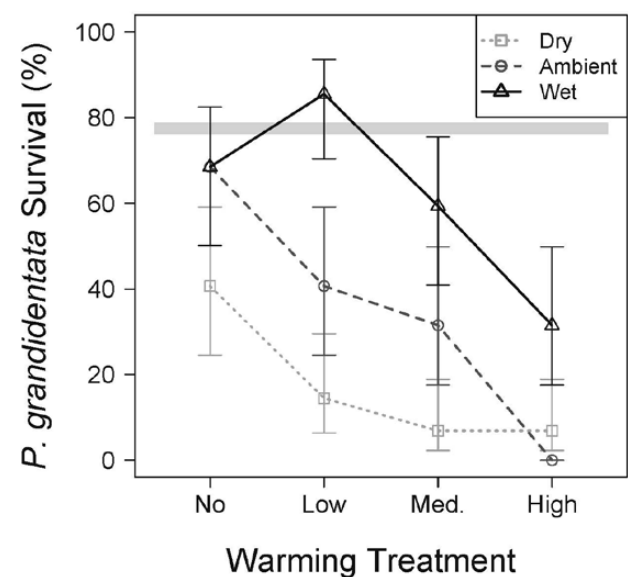 P. grandidentata Survival (%)
100
80
60
40
20
0
Dry
Ambient
Wet
No Low Med. High
Warming Treatment